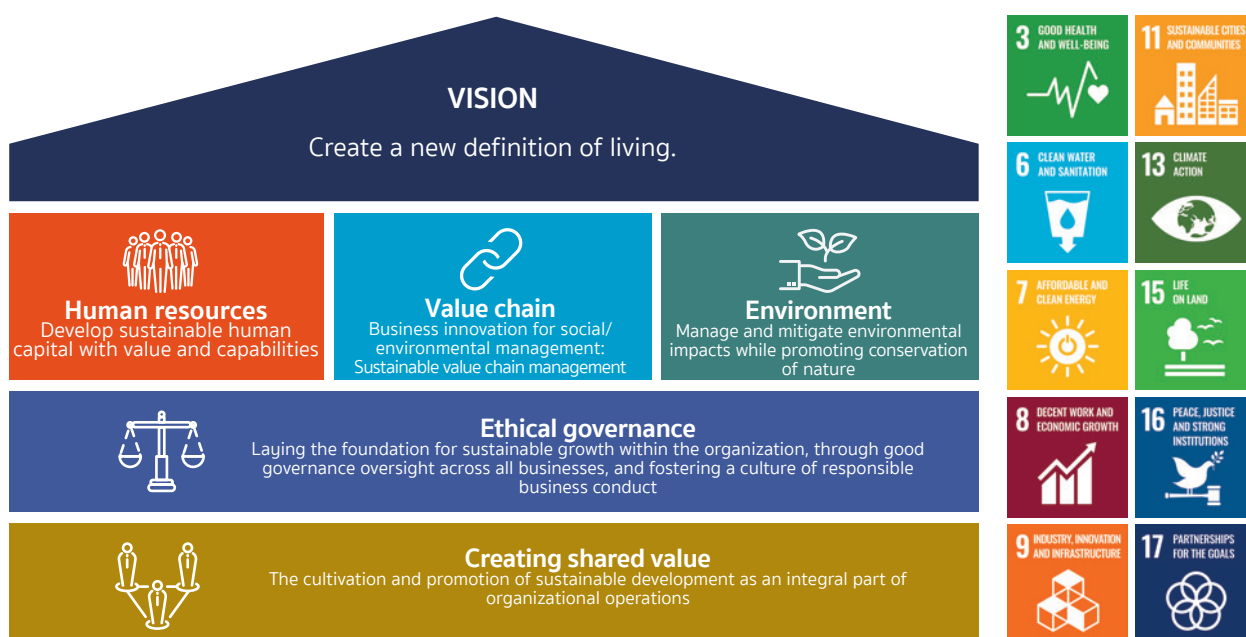 VISION
Create a new definition of living.
Human resources
Develop sustainable human
capital with value and capabilities
Value chain
Business innovation for social/
environmental management:
Sustainable value chain management
Environment
Manage and mitigate environmental
impacts while promoting conservation
of nature
Ethical governance
Laying the foundation for sustainable growth within the organization, through good
governance oversight across all businesses, and fostering a culture of responsible
business conduct
Creating shared value
The cultivation and promotion of sustainable development as an integral part of
organizational operations
3 GOOD HEALTH
AND WELL-BEING
11 SUSTAINABLE CITIES
AND COMMUNITIES
6 CLEAN WATER
AND SANITATION
13 CLIMATE
ACTION
7 AFFORDABLE AND
CLEAN ENERGY
15 LIFE
ON LAND
8 DECENT WORK AND
ECONOMIC GROWTH
16 PEACE, JUSTICE
AND STRONG
INSTITUTIONS
9 INDUSTRY, INNOVATION
AND INFRASTRUCTURE
17 PARTNERSHIPS
FOR THE GOALS